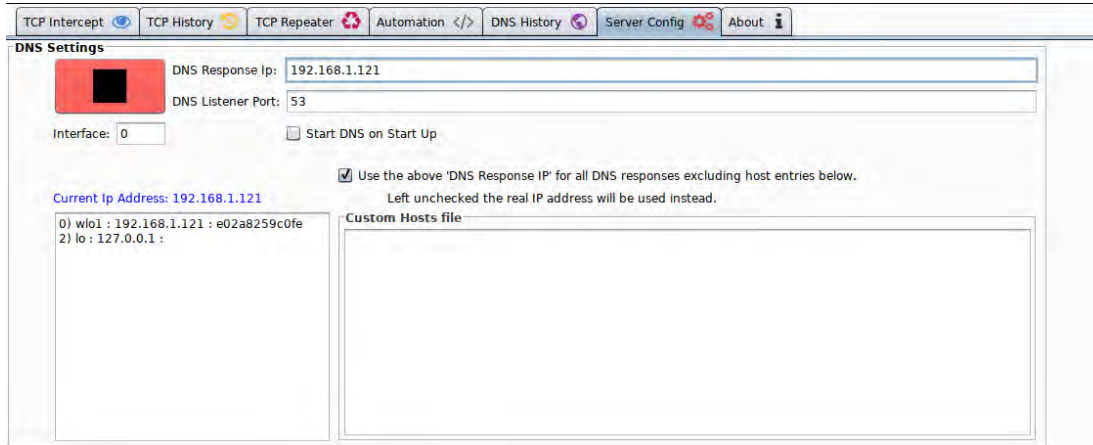 TCP Intercept TCP History TCP Repeater Automation </> DNS History Server Config About i
DNS Settings
DNS Response Ip: 192.168.1.121
DNS Listener Port: 53
Interface: 0 Start DNS on Start Up
Use the above 'DNS Response IP' for all DNS responses excluding host entries below.
Current Ip Address: 192.168.1.121 Left unchecked the real IP address will be used instead.
Custom Hosts file
0) wlo1 : 192.168.1.121 : e02a8259c0fe
2) lo : 127.0.0.1 :